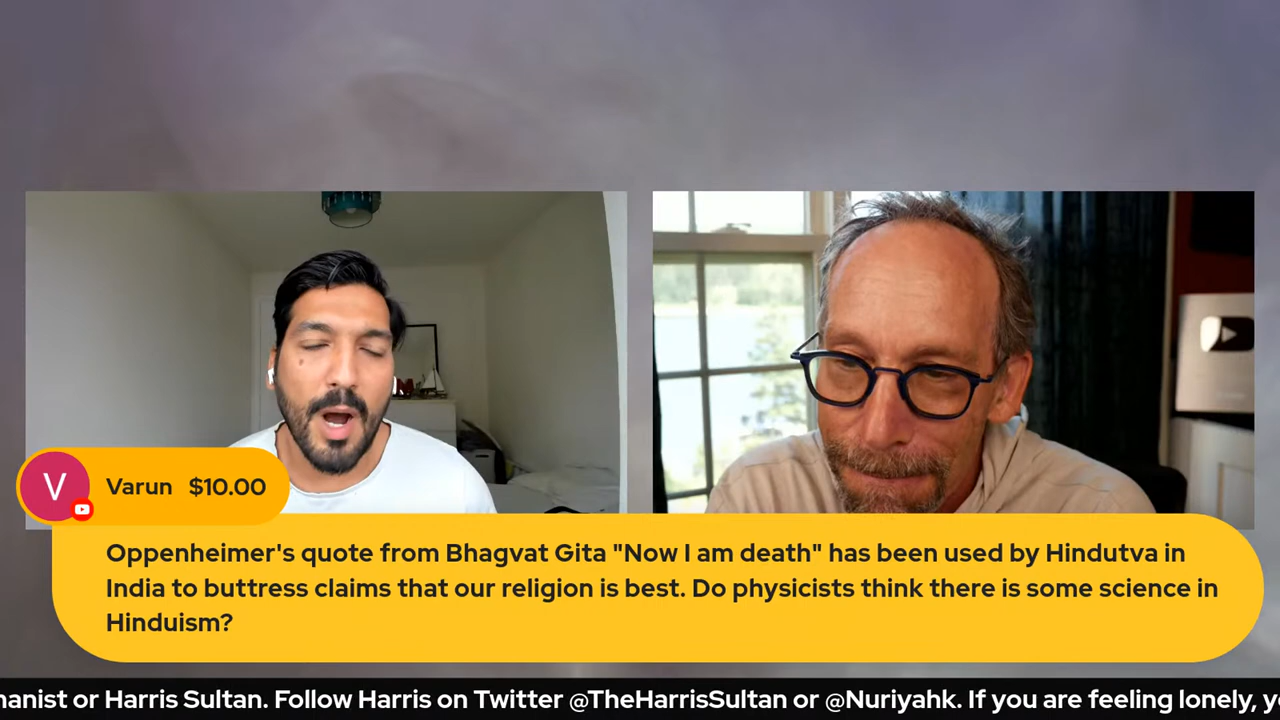 V
Varun $10.00
Oppenheimer's quote from Bhagvat Gita "Now I am death" has been used by Hindutva in
India to buttress claims that our religion is best. Do physicists think there is some science in
Hinduism?
or Harris Sultan. Follow Harris on Twitter @TheHarrisSultan or @Nuriyahk. If you are feeling lonely,